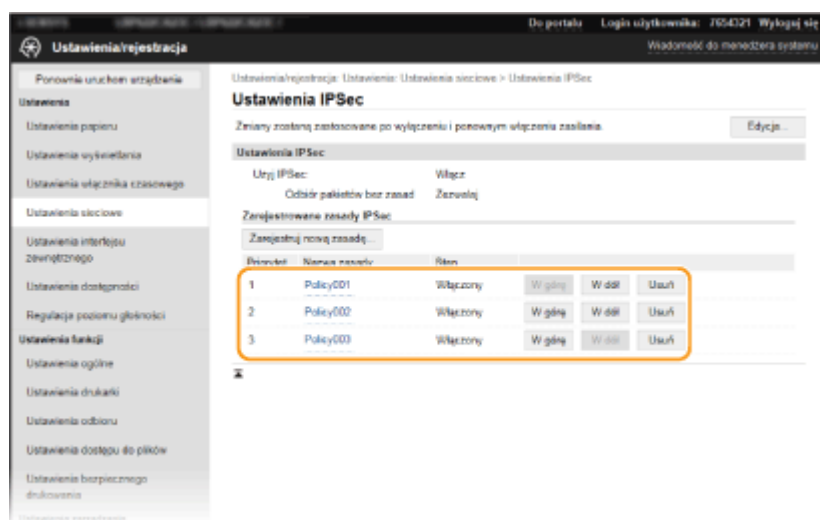 Do portalu Login użytkownika: 7654321 Wyloguj się
Ustawienia/rejestracja Wiadomość do menedżera systemu
Ponownie uruchom urządzenie
Ustawienia
Ustawienia papieru
Ustawienia wyświetlania
Ustawienia włącznika czasowego
Ustawienia sieciowe
Ustawienia interfejsu
zewnętrznego
Ustawienia dostępności
Regulacja poziomu głośności
Ustawienia funkcji
Ustawienia ogólne
Ustawienia drukarki
Ustawienia odbioru
Ustawienia dostępu do plików
Ustawienia bezpiecznego
drukowania
Ustawienia/rejestracja: Ustawienia: Ustawienia sieciowe > Ustawienia IPSec
Ustawienia IPSec
Zmiany zostaną zastosowane po wyłączeniu i ponownym włączeniu zasilania. Edycja...
Ustawienia IPSec
Użyj IPSec: Włącz
Odbiór pakietów bez zasad Zezwalaj
Zarejestrowane zasady IPSec
Zarejestruj nową zasadę...
Priorytet Nazwa zasady Stan
1 Policy001 Włączony W górę W dół Usuń
2 Policy002 Włączony W górę W dół Usuń
3 Policy003 Włączony W górę W dół Usuń